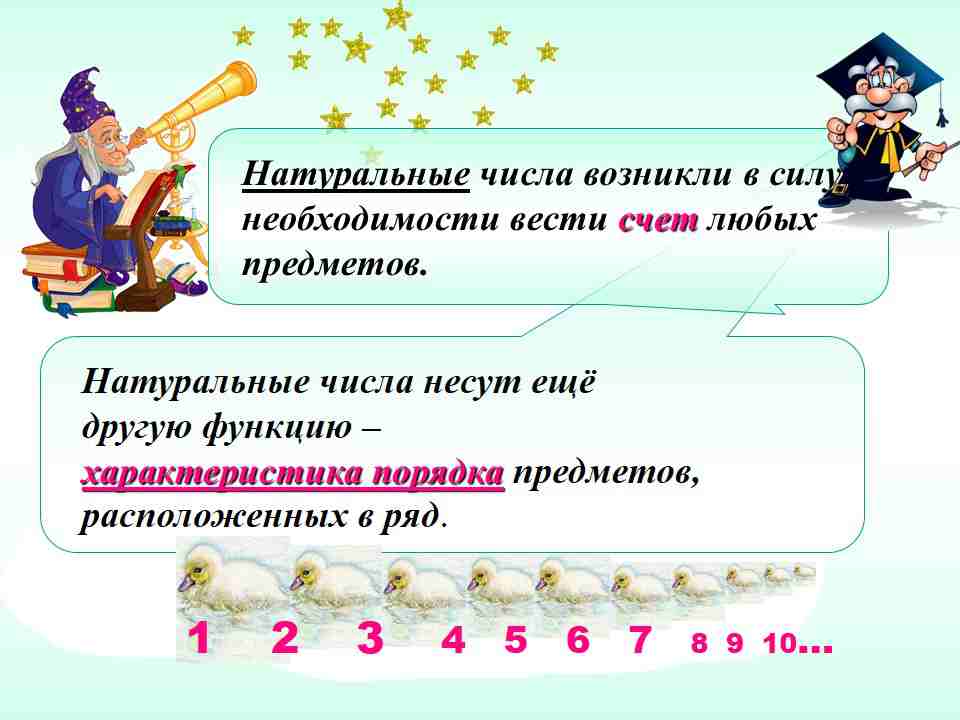 Натуральные числа возникли в силу
необходимости вести счет любых
предметов.
Натуральные числа несут ещё
другую функцию –
характеристика порядка предметов,
расположенных в ряд.
1 2 3 4 5 6 7 8 9 10...